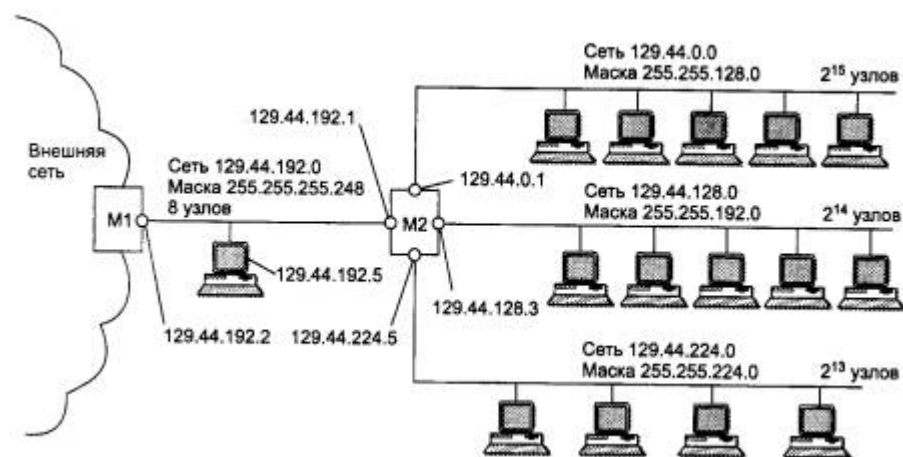 Внешняя
сеть
М1
Сеть 129.44.192.0
Маска 255.255.255.248
8 узлов
129.44.192.1
129.44.192.5
129.44.192.2
М2
129.44.0.1
129.44.128.3
129.44.224.5
Сеть 129.44.0.0
Маска 255.255.128.0
2¹⁵ узлов
Сеть 129.44.128.0
Маска 255.255.192.0
2¹⁴ узлов
Сеть 129.44.224.0
Маска 255.255.224.0
2¹³ узлов